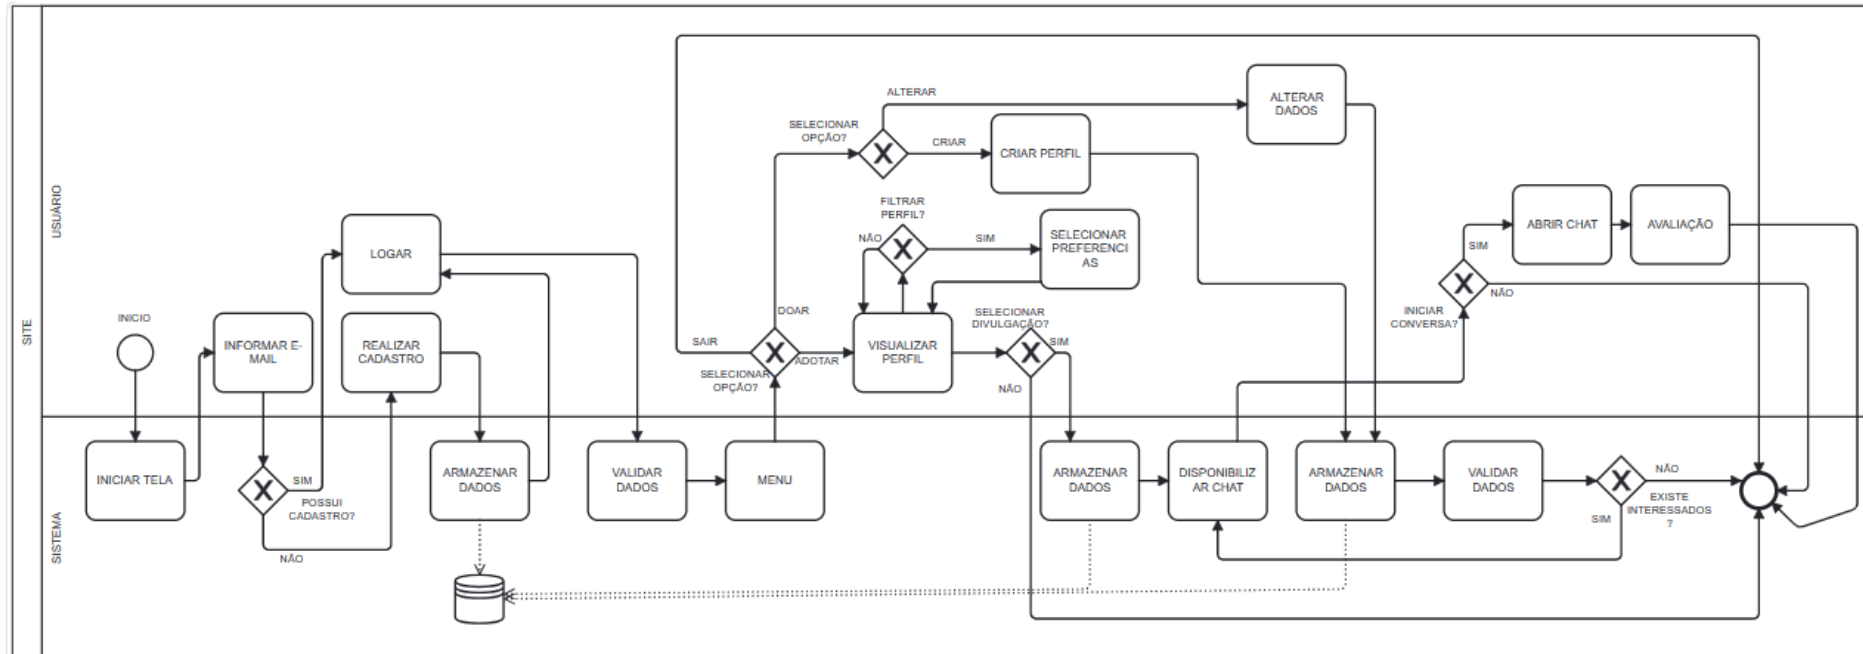 SITE
USUÁRIO
SISTEMA
INICIO
INICIAR TELA
INFORMAR E-
MAIL
POSSUI
CADASTRO?
SIM
NÃO
LOGAR
REALIZAR
CADASTRO
ARMAZENAR
DADOS
VALIDAR
DADOS
MENU
SELECIONAR
OPÇÃO?
SAIR
DOAR
ADOTAR
SELECIONAR
OPÇÃO?
ALTERAR
CRIAR
ALTERAR
DADOS
CRIAR PERFIL
FILTRAR
PERFIL?
NÃO
SIM
SELECIONAR
PREFERENCI
AS
VISUALIZAR
PERFIL
SELECIONAR
DIVULGAÇÃO?
SIM
NÃO
ARMAZENAR
DADOS
DISPONIBILIZ
AR CHAT
INICIAR
CONVERSA?
SIM
NÃO
ABRIR CHAT
AVALIAÇÃO
ARMAZENAR
DADOS
VALIDAR
DADOS
NÃO
EXISTE
INTERESSADOS
?
SIM